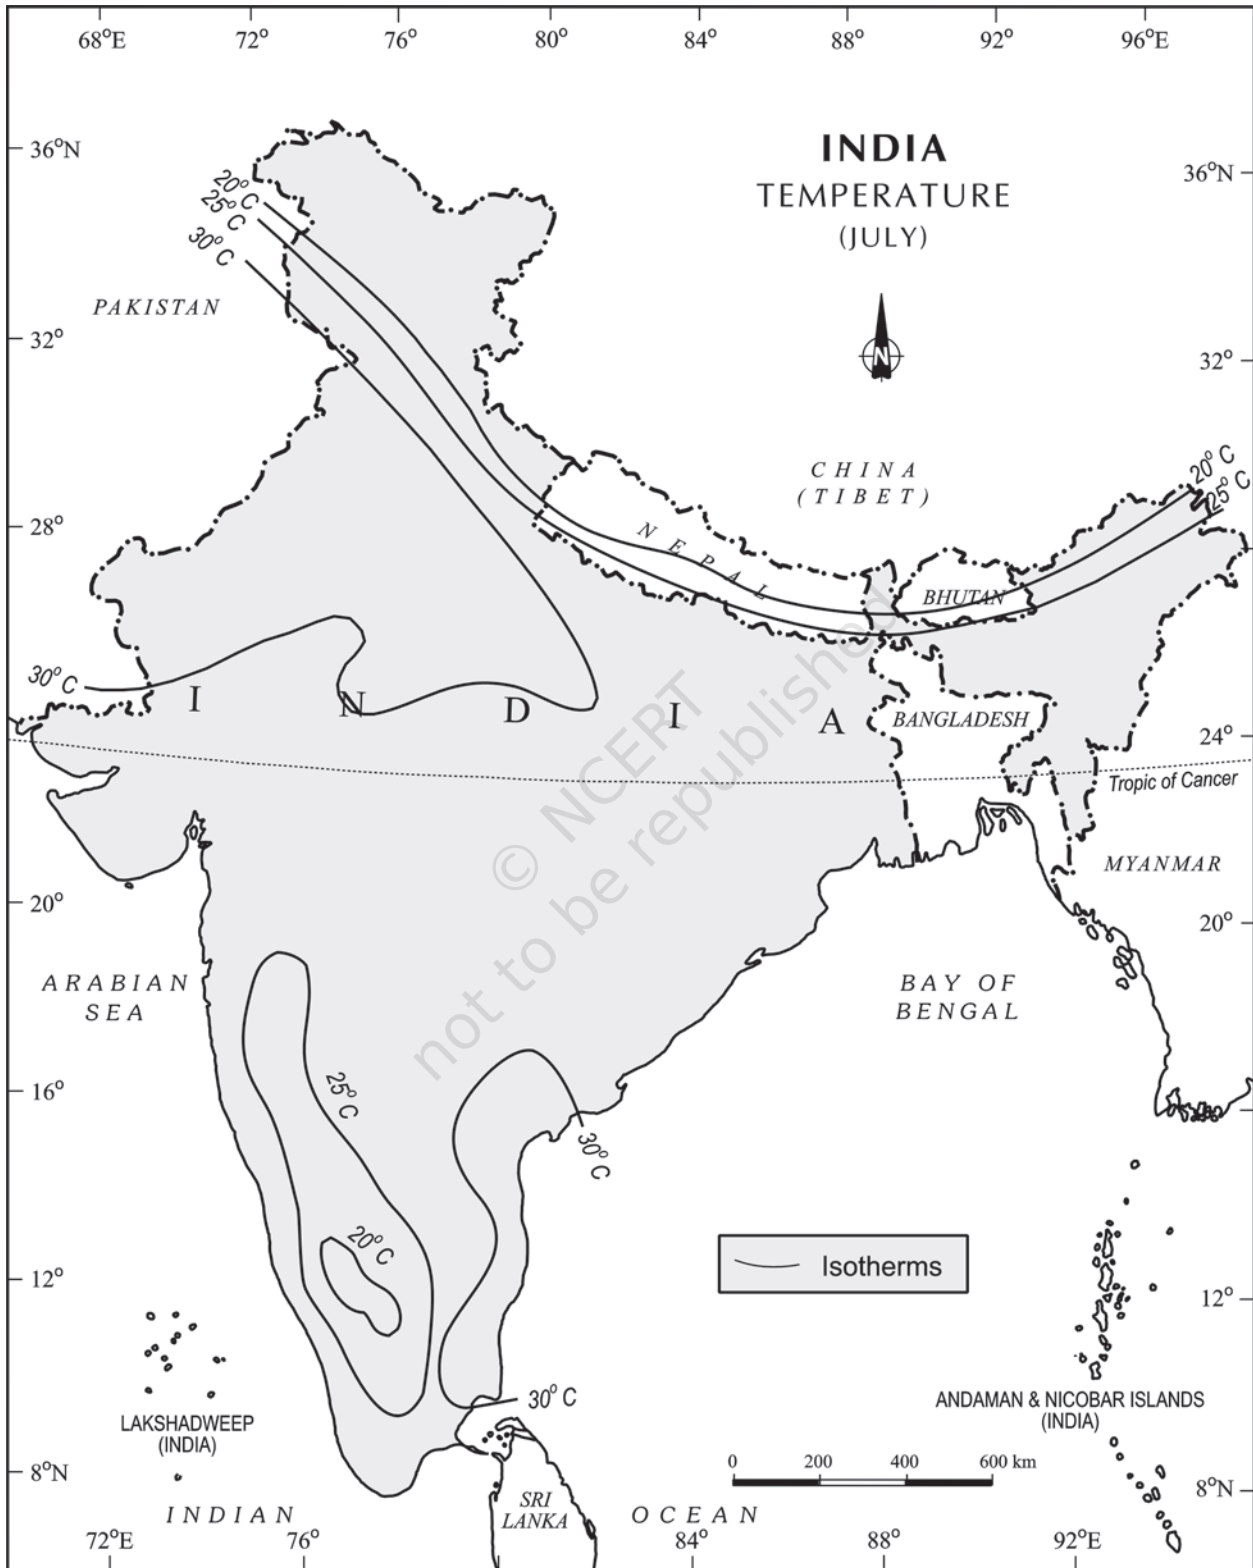 68°E 72° 76° 80° 84° 88° 92° 96°E
36°N
INDIA
TEMPERATURE
(JULY)
36°N
20° C
25° C
30° C
N
PAKISTAN
32°
32°
CHINA
(TIBET)
20° C
25° C
28°
NEPAL
BHUTAN
30° C
I N D I A
BANGLADESH
24°
Tropic of Cancer
© NCERT
not to be republished
MYANMAR
20°
20°
ARABIAN
SEA
BAY OF
BENGAL
16°
25° C
30° C
20° C
Isotherms
12°
12°
30° C
LAKSHADWEEP
(INDIA)
ANDAMAN & NICOBAR ISLANDS
(INDIA)
0 200 400 600 km
8°N
8°N
SRI
LANKA
INDIAN OCEAN
72°E 76° 84° 88° 92°E